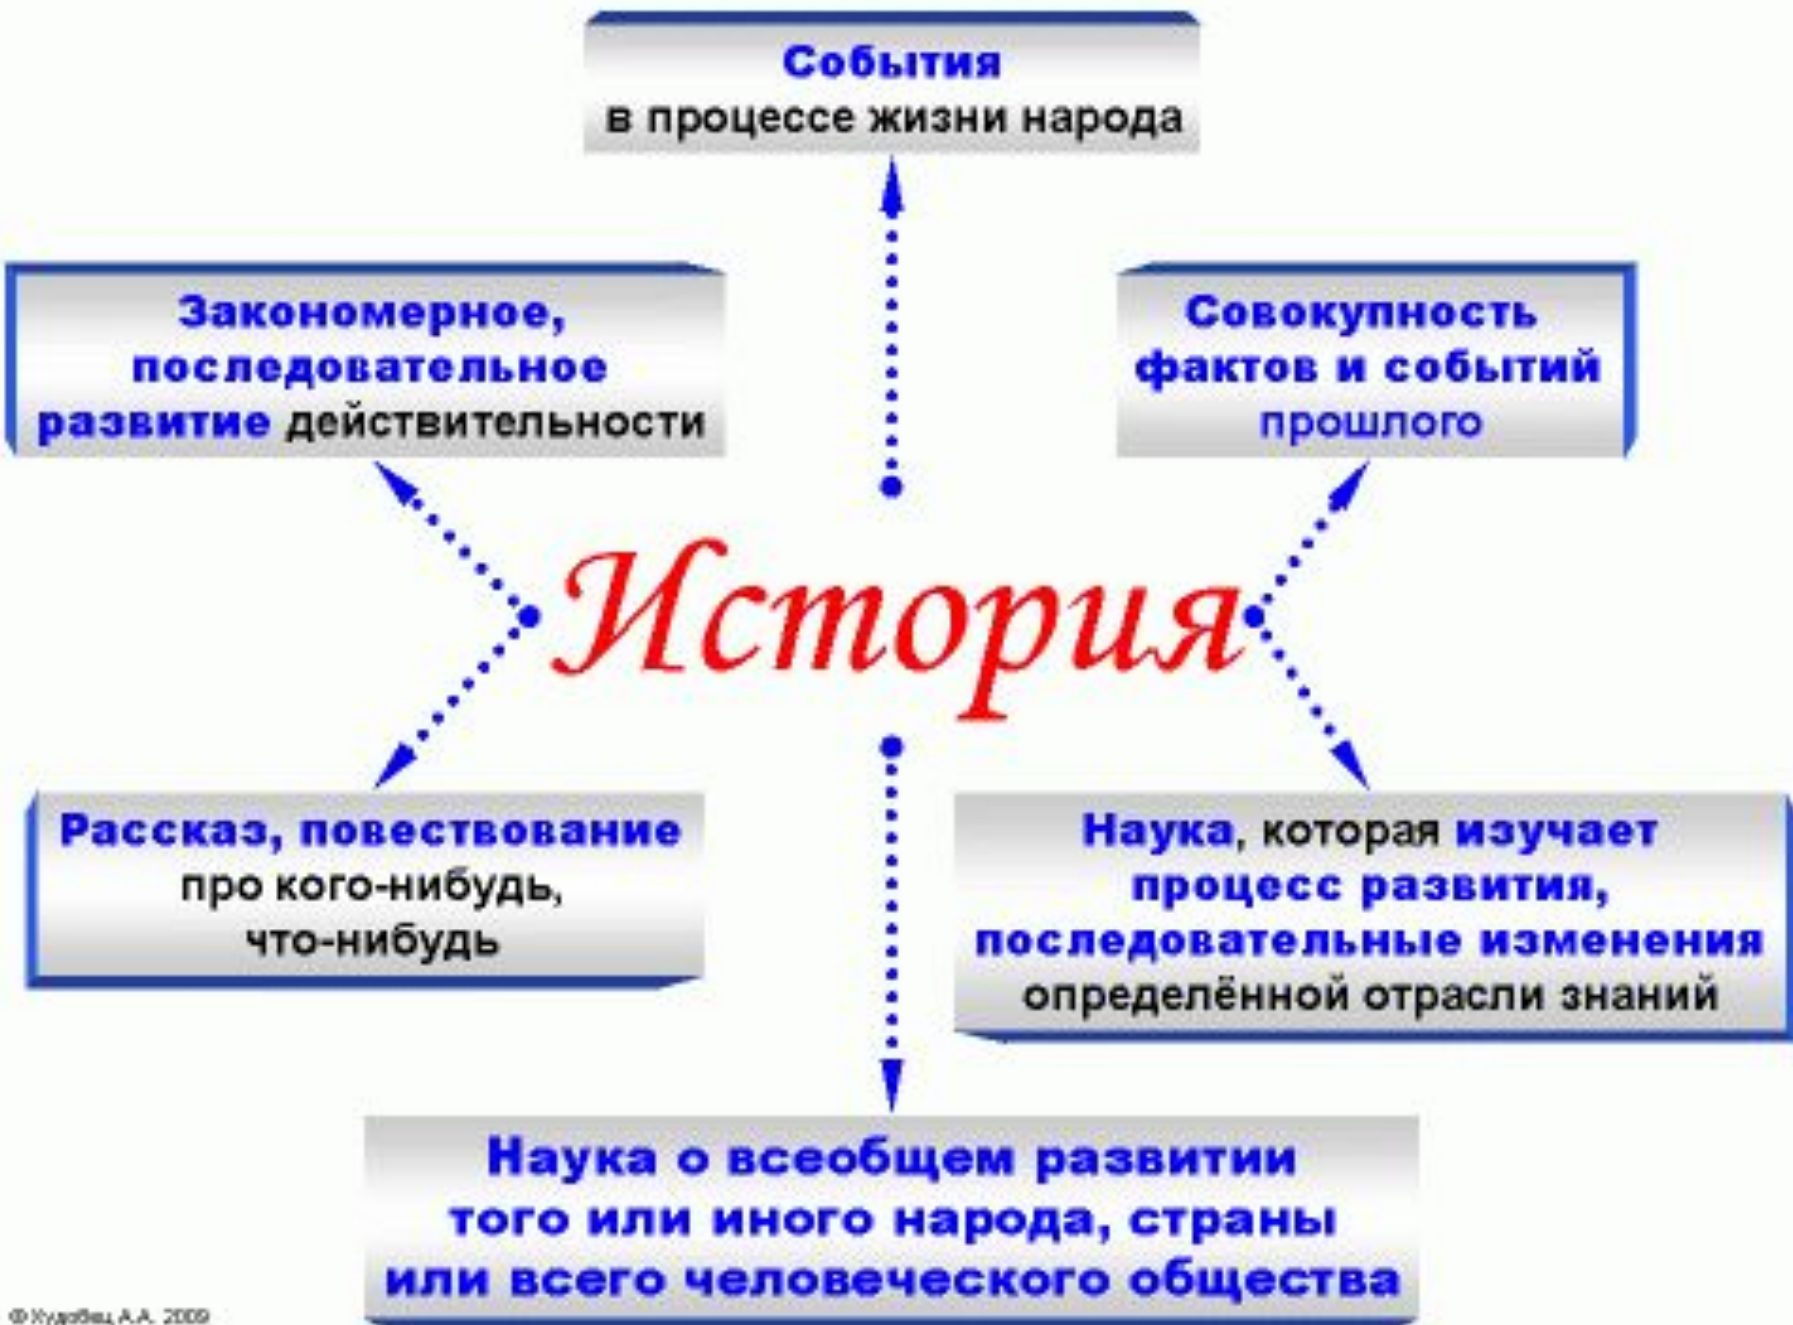 События
в процессе жизни народа
Закономерное,
последовательное
развитие действительности
Совокупность
фактов и событий
прошлого
История
Рассказ, повествование
про кого-нибудь,
что-нибудь
Наука, которая изучает
процесс развития,
последовательные изменения
определённой отрасли знаний
Наука о всеобщем развитии
того или иного народа, страны
или всего человеческого общества
© Худобец А.А. 2009